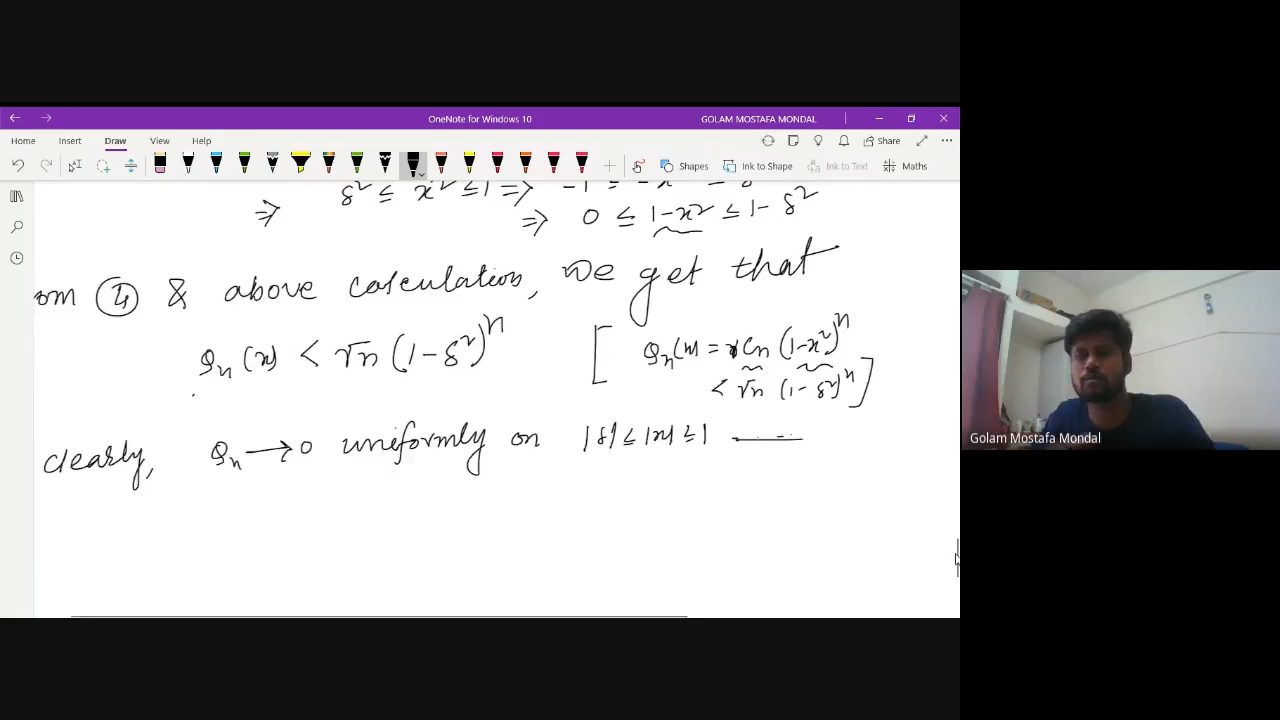 OneNote for Windows 10
GOLAM MOSTAFA MONDAL
Home Insert Draw View Help
Share
Shapes Ink to Shape Ink to Text Maths
⇒ δ² ≤ x² ≤ 1 ⇒
⇒ 0 ≤ 1-x² ≤ 1-δ²
om & above calculation, we get that
Qn(x) < √n (1-δ²)ⁿ
[ Qn(x) = Cn (1-x²)ⁿ
< √n (1-δ²)ⁿ ]
clearly, Qn → 0 uniformly on |δ| ≤ |x| ≤ 1
Golam Mostafa Mondal